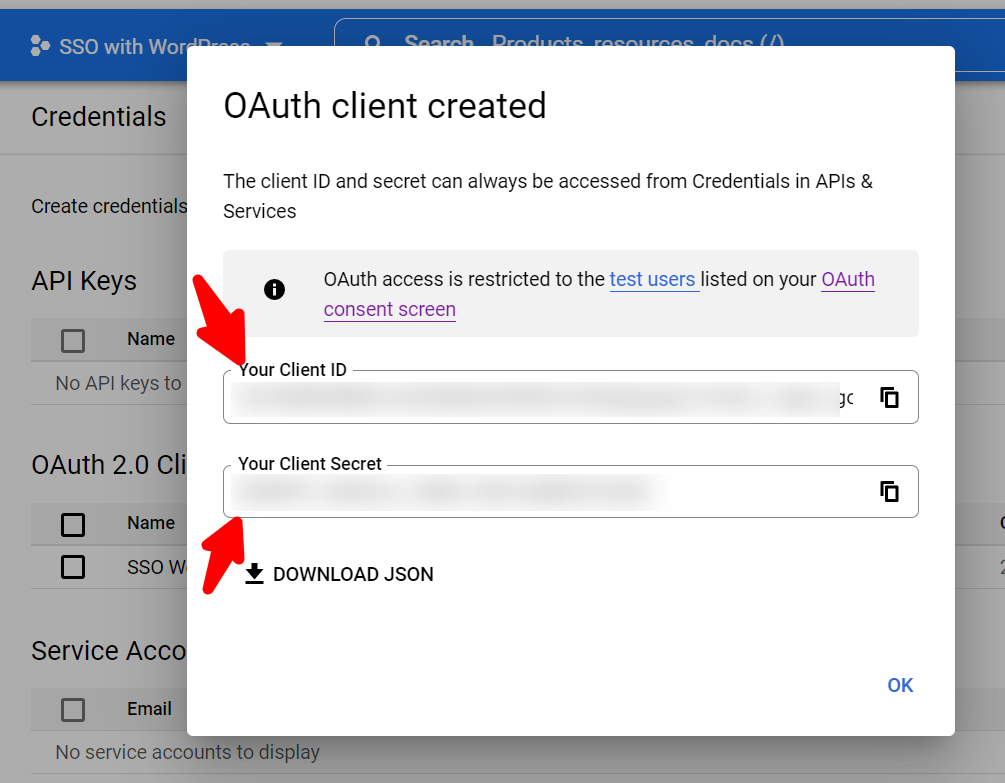 SSO with WordPress
Search Products, resources, docs (/)
Credentials
Create credentials
API Keys
Name
No API keys to
OAuth 2.0 Cli
Name
SSO Wo
Service Acco
Email
No service accounts to display
OAuth client created
The client ID and secret can always be accessed from Credentials in APIs &
Services
OAuth access is restricted to the test users listed on your OAuth
consent screen
Your Client ID
Your Client Secret
DOWNLOAD JSON
OK